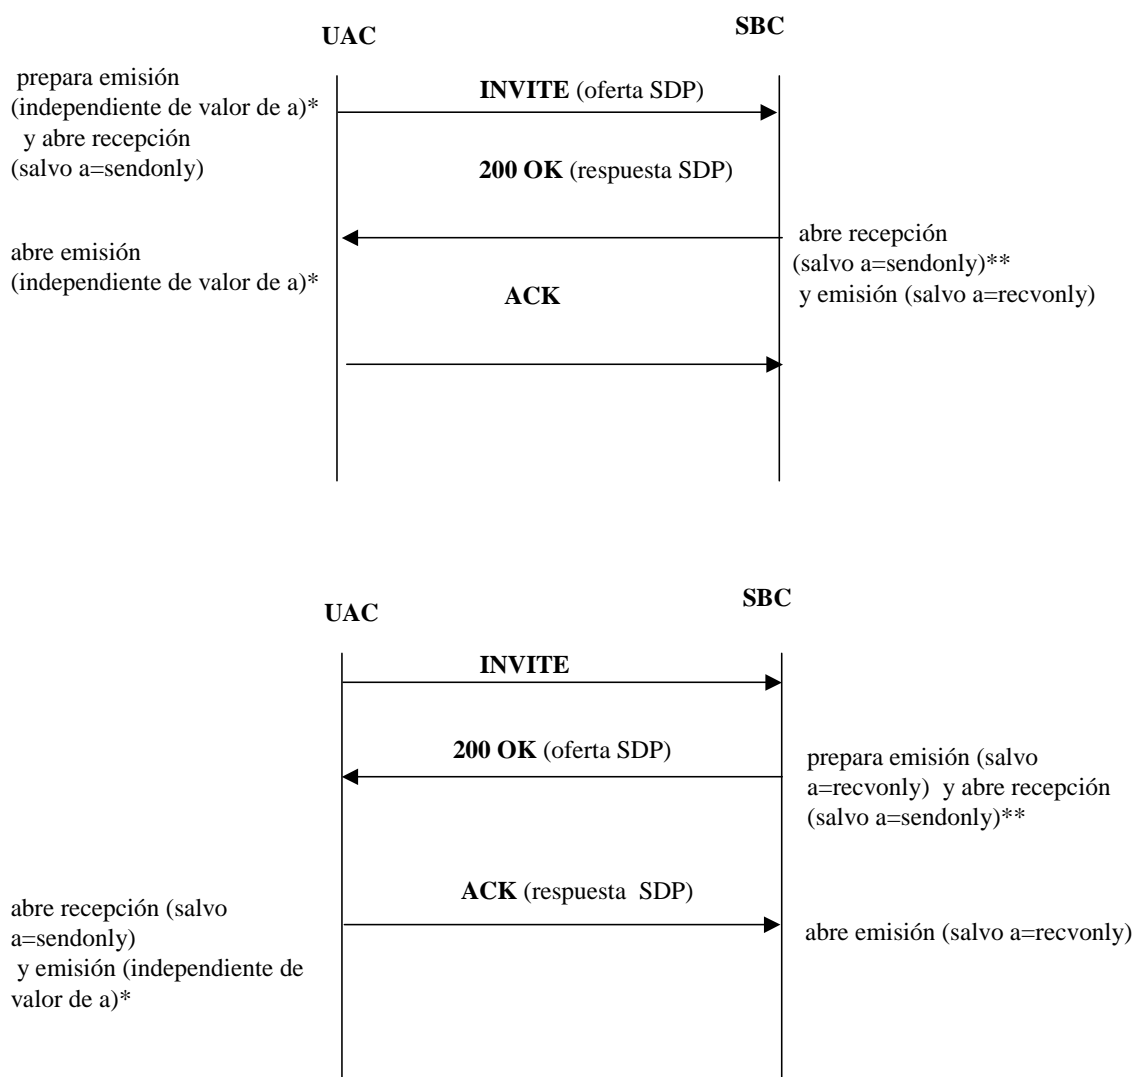 UAC
SBC
prepara emisión
(independiente de valor de a)*
y abre recepción
(salvo a=sendonly)
INVITE (oferta SDP)
200 OK (respuesta SDP)
abre emisión
(independiente de valor de a)*
abre recepción
(salvo a=sendonly)**
y emisión (salvo a=recvonly)
ACK
UAC
SBC
INVITE
200 OK (oferta SDP)
prepara emisión (salvo
a=recvonly) y abre recepción
(salvo a=sendonly)**
ACK (respuesta SDP)
abre recepción (salvo
a=sendonly)
y emisión (independiente de
valor de a)*
abre emisión (salvo a=recvonly)